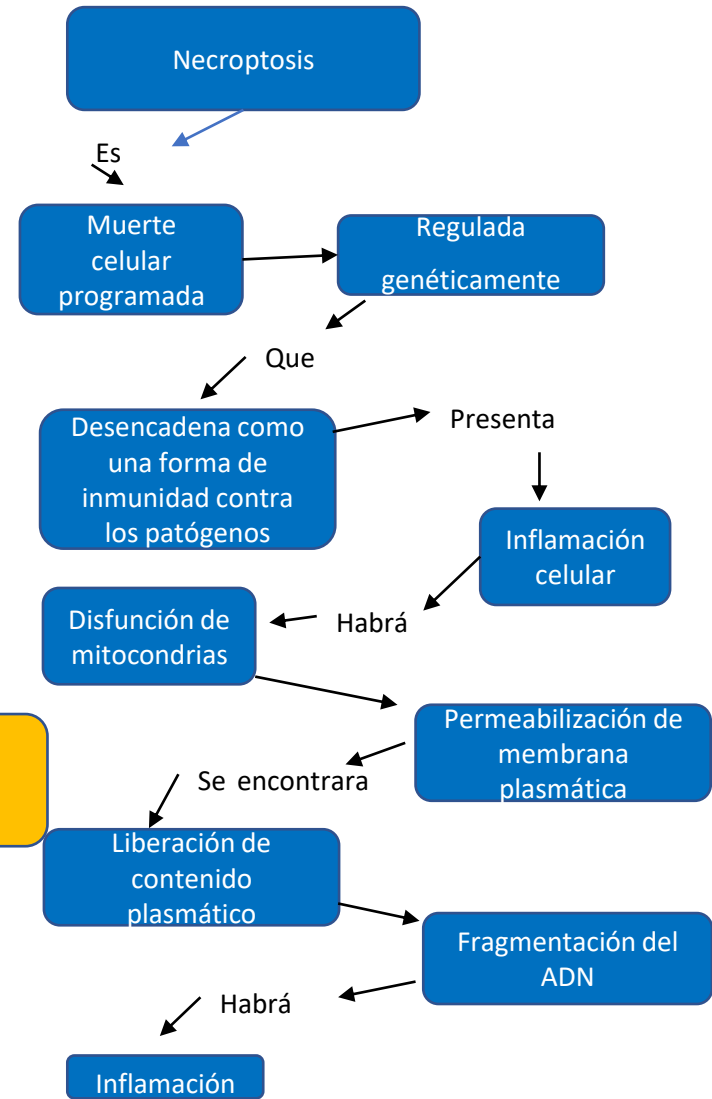 Necroptosis
Es
Muerte
celular
programada
Regulada
genéticamente
Que
Desencadena como
una forma de
inmunidad contra
los patógenos
Presenta
Inflamación
celular
Habrá
Disfunción de
mitocondrias
Permeabilización de
membrana
plasmática
Se encontrara
Liberación de
contenido
plasmático
Fragmentación del
ADN
Habrá
Inflamación